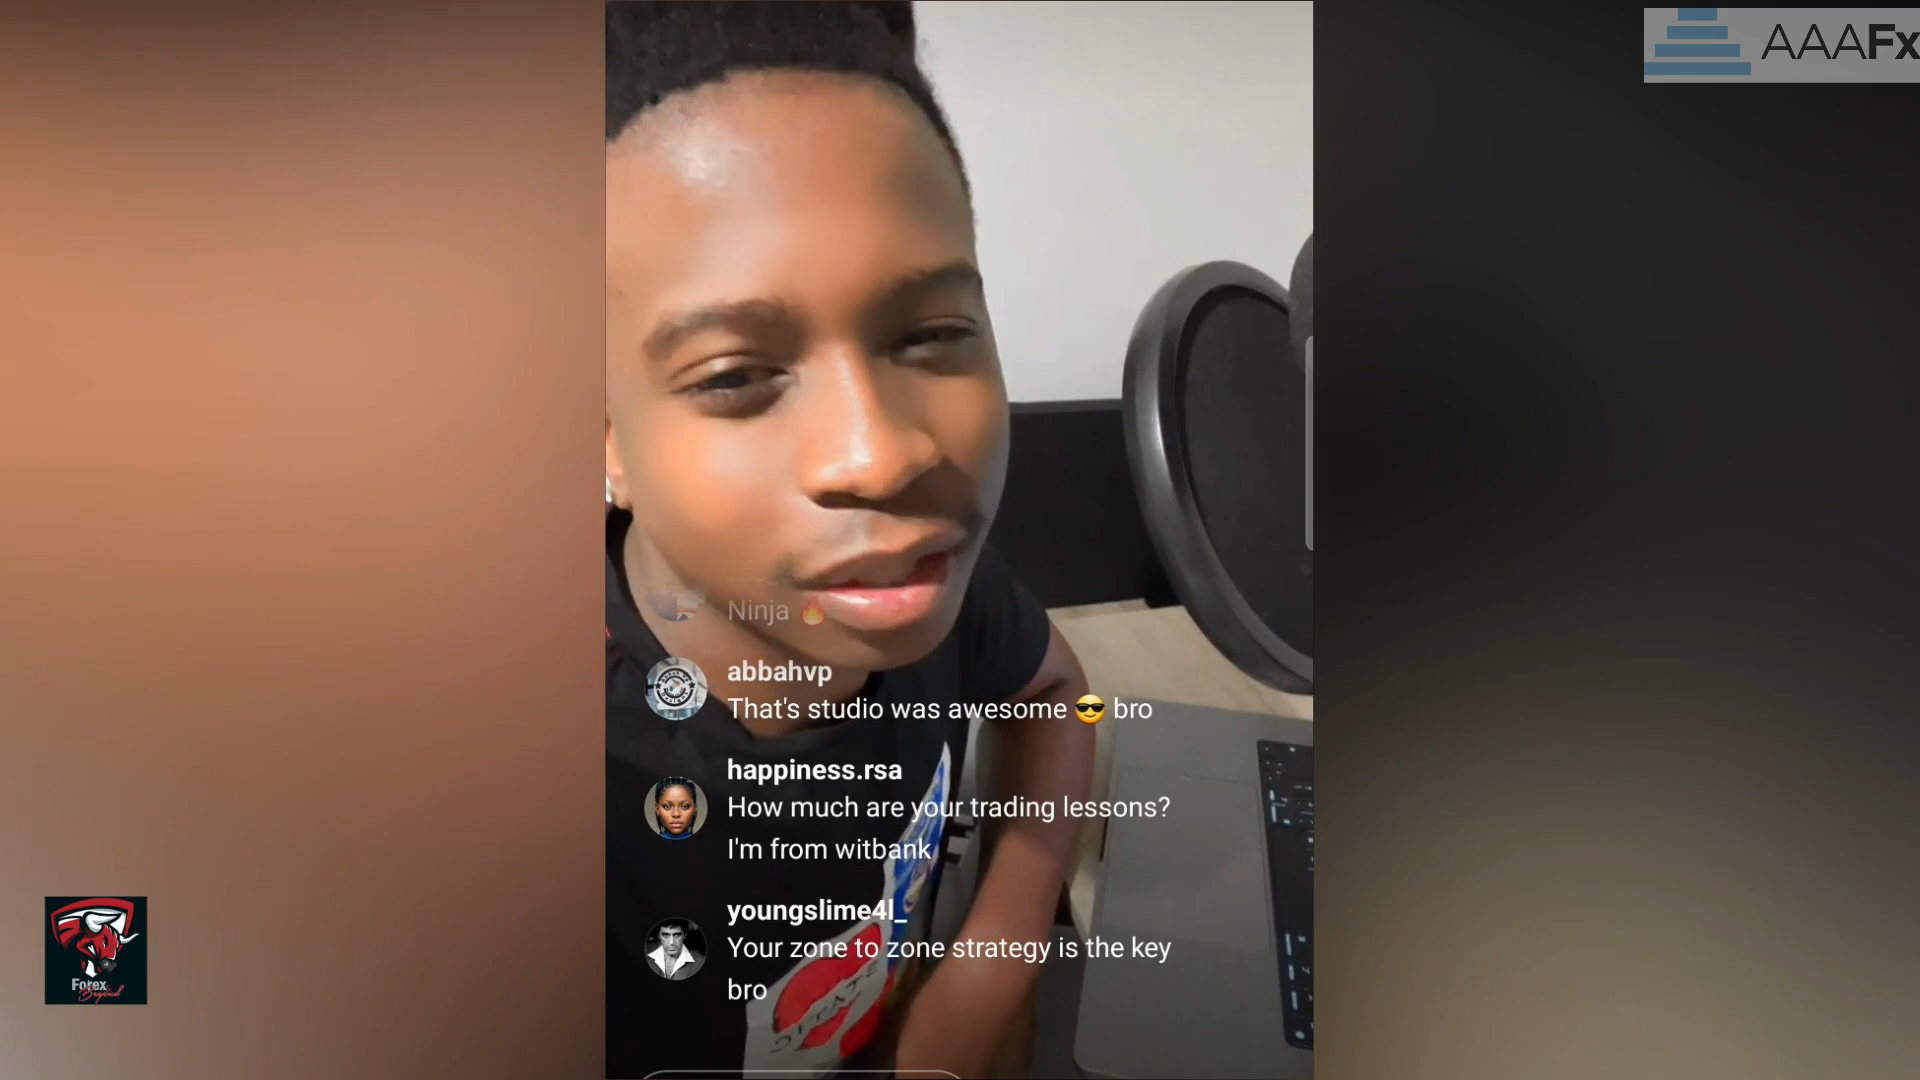 AAAFx
Ninja 🔥
abbahvp
That's studio was awesome 😎 bro
happiness.rsa
How much are your trading lessons?
I'm from witbank
youngslime4l_
Your zone to zone strategy is the key
bro
Forex
Beyond